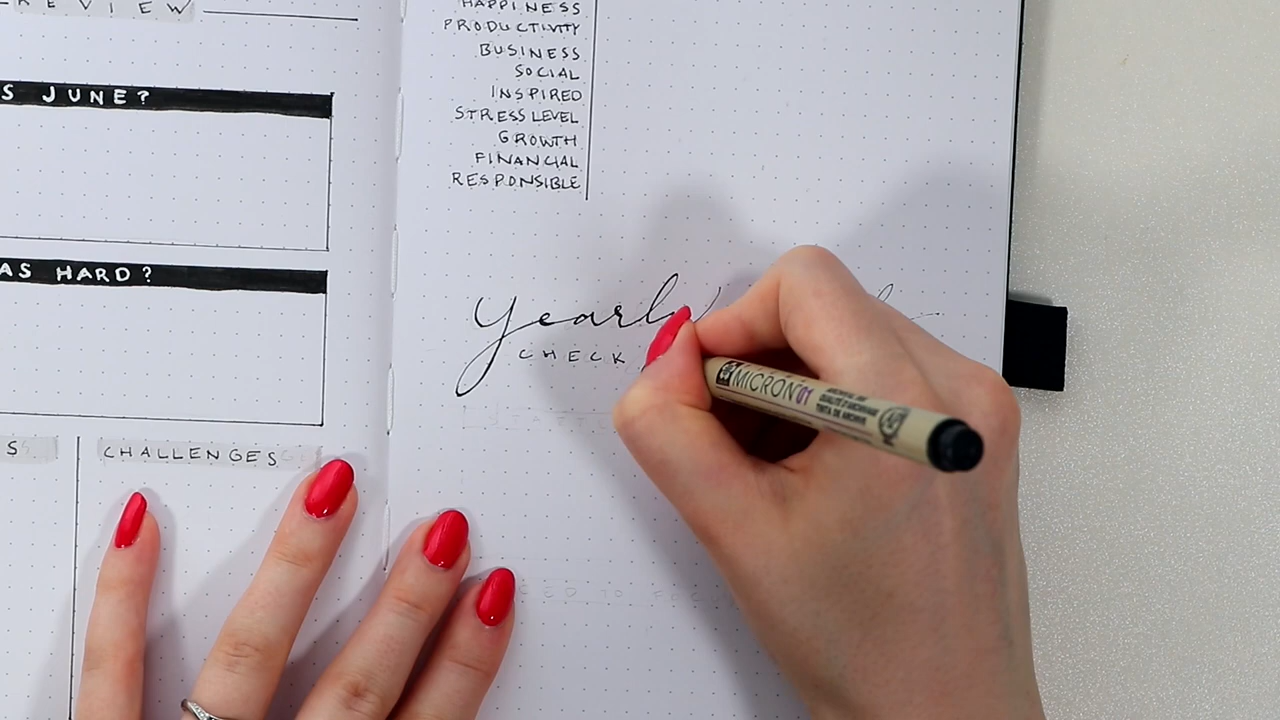 REVIEW
S JUNE?
AS HARD?
S
CHALLENGES
HAPPINESS
PRODUCTIVITY
BUSINESS
SOCIAL
INSPIRED
STRESS LEVEL
GROWTH
FINANCIAL
RESPONSIBLE
yearly
CHECK
MICRON 01